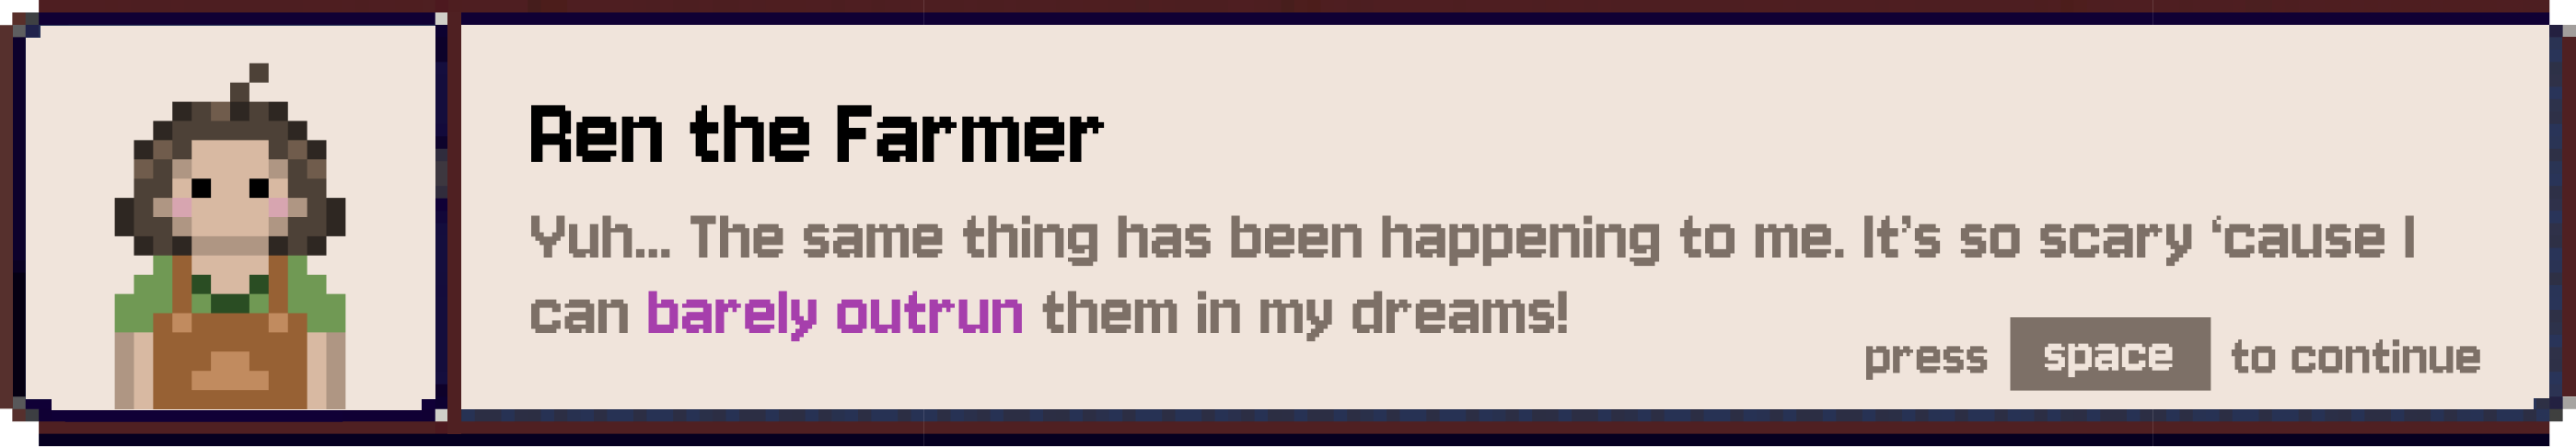 Ren the Farmer
Yuh... The same thing has been happening to me. It’s so scary ‘cause I
can barely outrun them in my dreams!
press space to continue